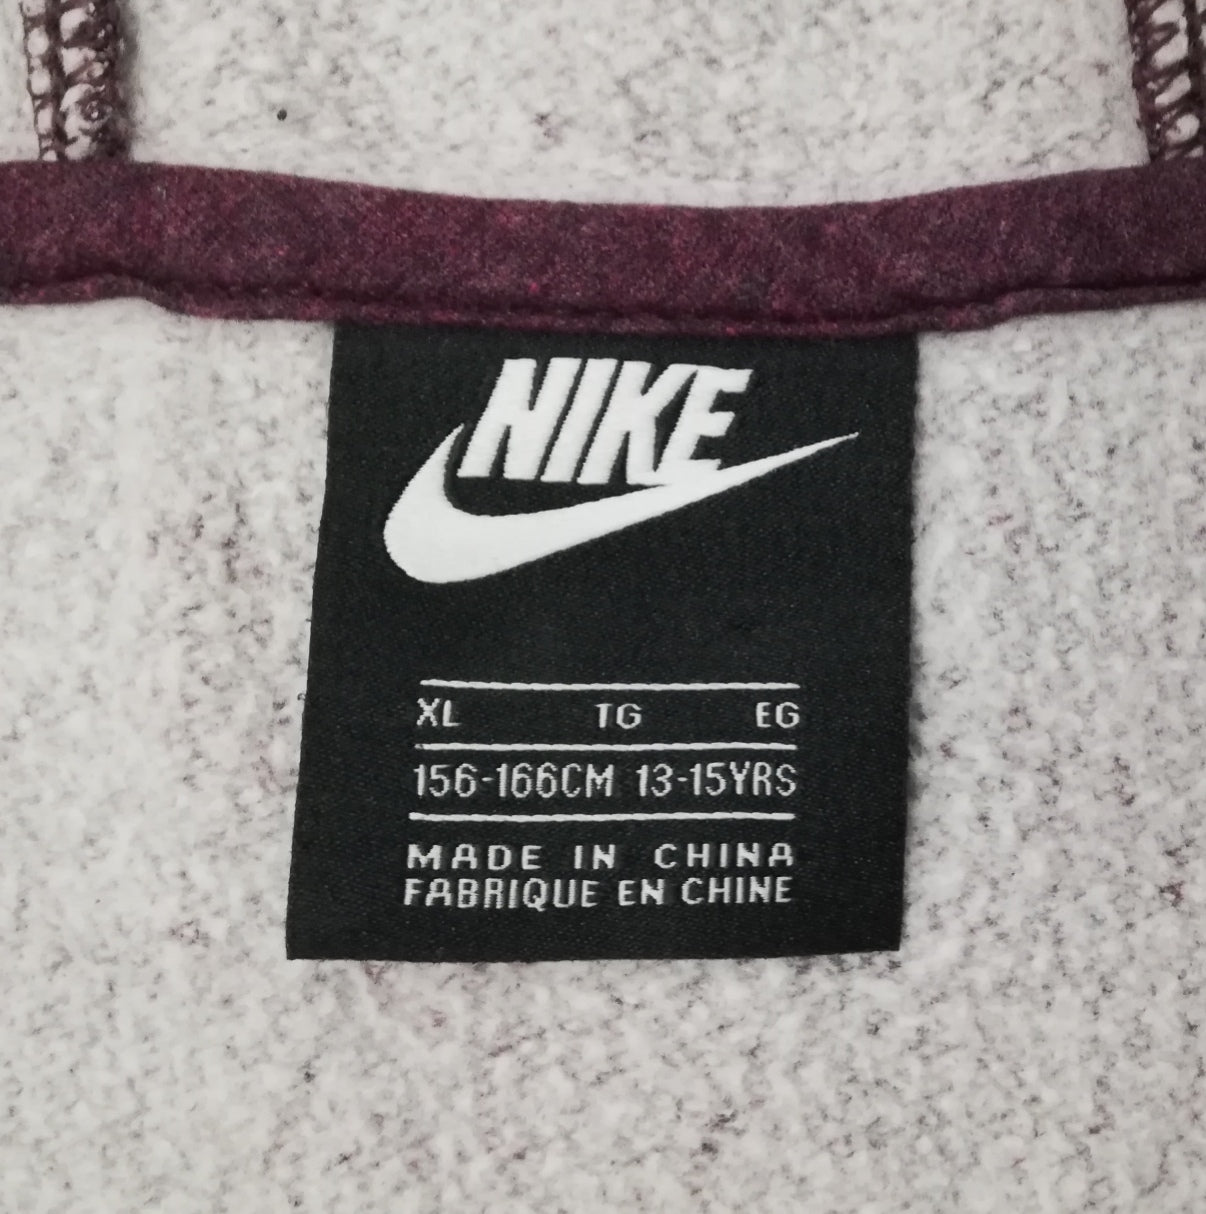 NIKE
XL TG EG
156-166CM 13-15YRS
MADE IN CHINA
FABRIQUE EN CHINE